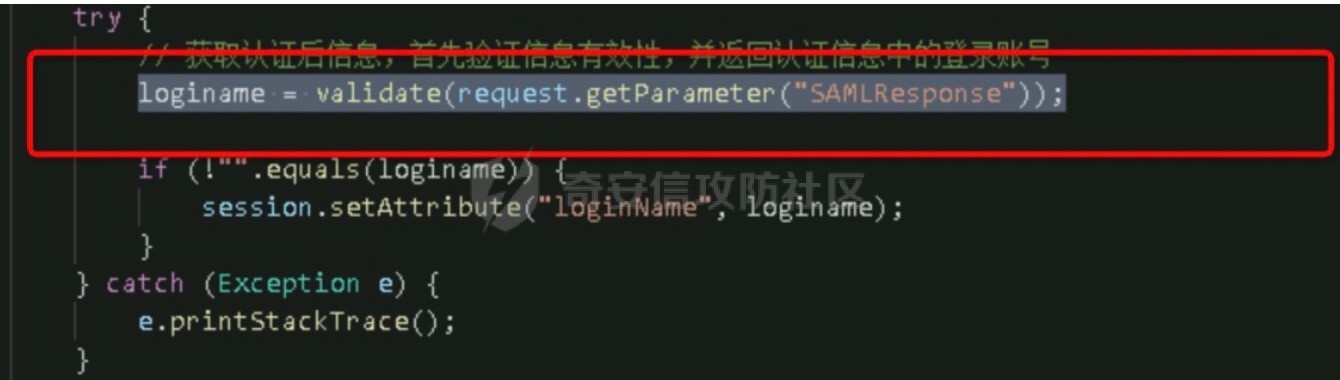 try {
// 获取认证后信息，首先验证信息有效性，并返回认证信息中的登录账号
loginame = validate(request.getParameter("SAMLResponse"));
if (!"".equals(loginame)) {
session.setAttribute("loginName", loginame);
}
} catch (Exception e) {
e.printStackTrace();
}
奇安信攻防社区